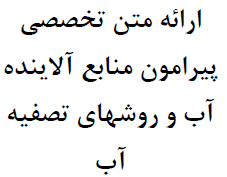 ارائه متن تخصصی
پیرامون منابع آلاینده
آب و روشهای تصفیه
آب